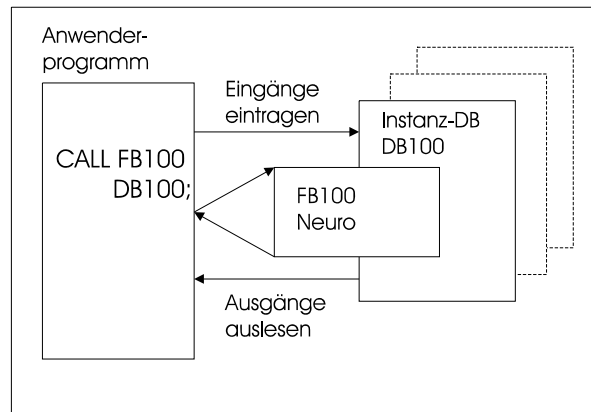 Anwender-
programm
Eingänge
eintragen
Instanz-DB
DB100
CALL FB100
DB100;
FB100
Neuro
Ausgänge
auslesen